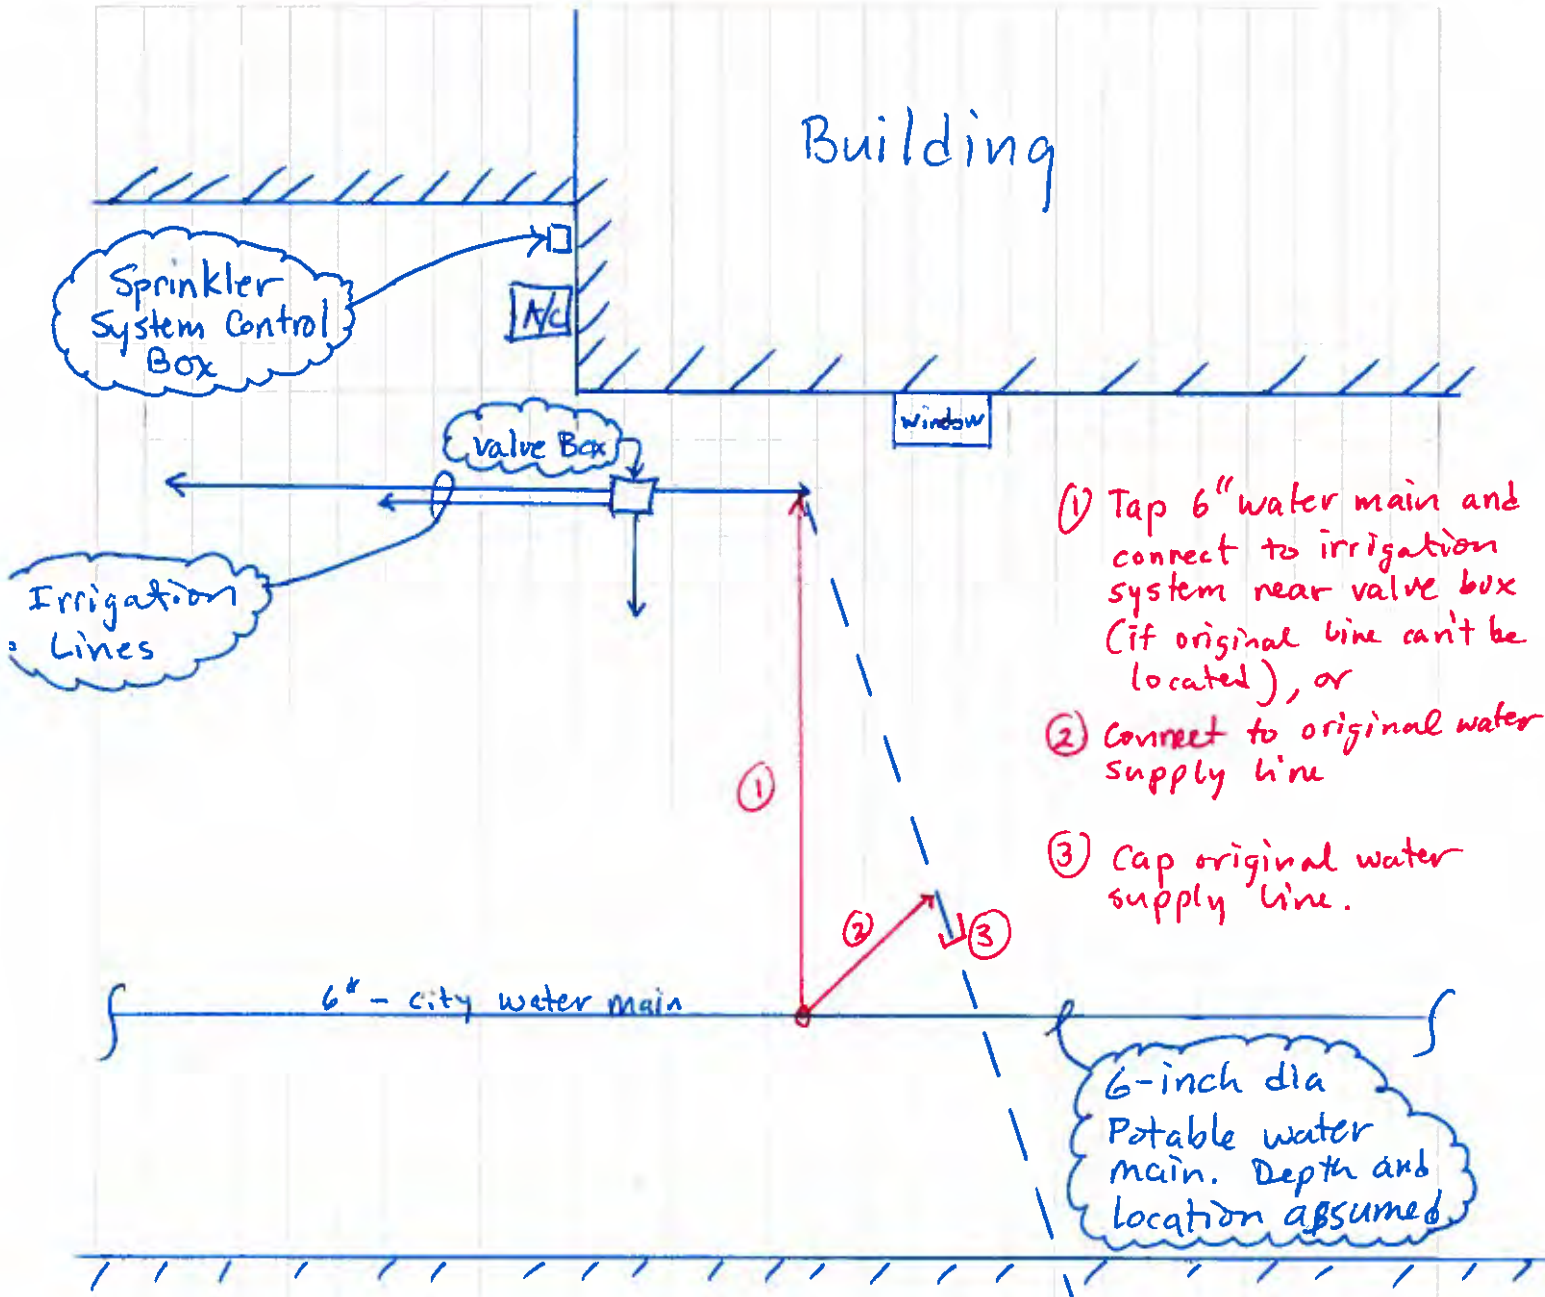 Building
Sprinkler
System Control
Box
A/C
window
Valve Box
Irrigation
Lines
① Tap 6" water main and
connect to irrigation
system near valve box
(if original line can't be
located), or
② Connect to original water
supply line
③ Cap original water
supply line.
①
②
③
6" - city water main
6-inch dia
Potable water
main. Depth and
location assumed